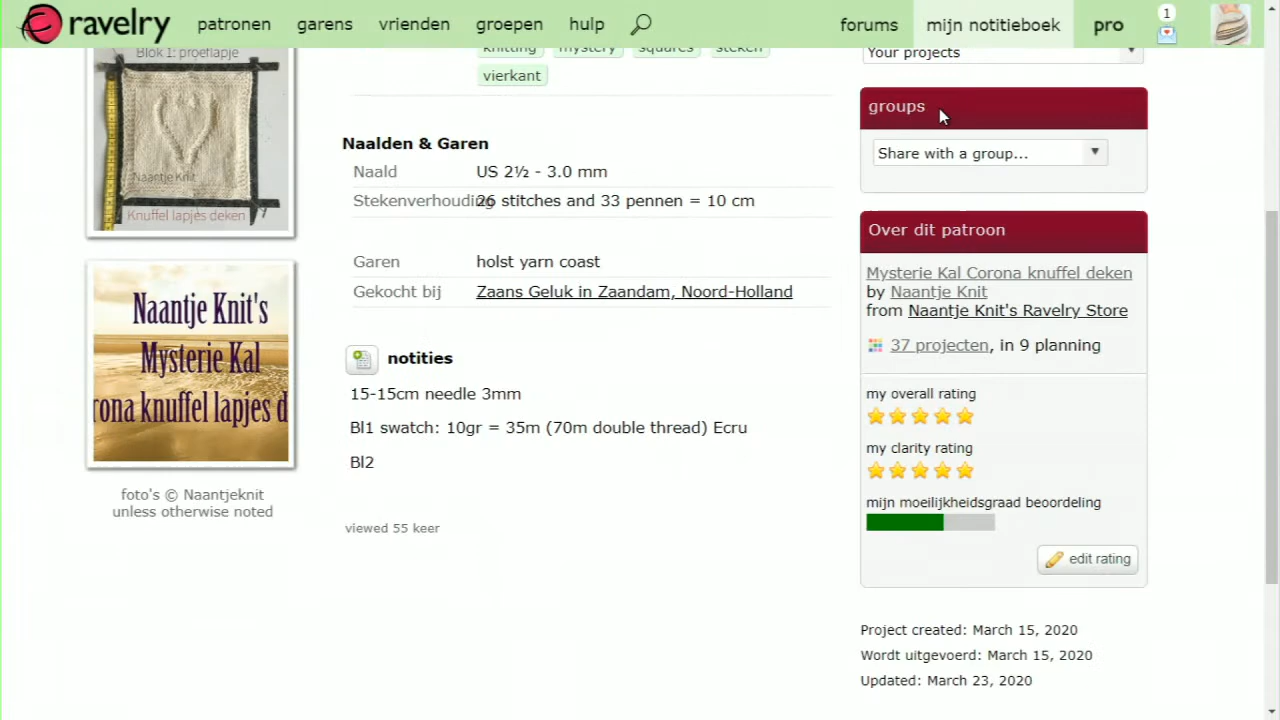 ravelry patronen garens vrienden groepen hulp forums mijn notitieboek pro 1
knitting mystery squares steken
vierkant
Blok 1: proeflapje
Naantje Knit
Knuffel lapjes deken
Naantje Knit's
Mysterie Kal
orona knuffel lapjes d
foto's © Naantjeknit
unless otherwise noted
Naalden & Garen
Naald US 2½ - 3.0 mm
Stekenverhouding 26 stitches and 33 pennen = 10 cm
Garen holst yarn coast
Gekocht bij Zaans Geluk in Zaandam, Noord-Holland
notities
15-15cm needle 3mm
Bl1 swatch: 10gr = 35m (70m double thread) Ecru
Bl2
viewed 55 keer
Your projects
groups
Share with a group...
Over dit patroon
Mysterie Kal Corona knuffel deken
by Naantje Knit
from Naantje Knit's Ravelry Store
37 projecten, in 9 planning
my overall rating
my clarity rating
mijn moeilijkheidsgraad beoordeling
edit rating
Project created: March 15, 2020
Wordt uitgevoerd: March 15, 2020
Updated: March 23, 2020